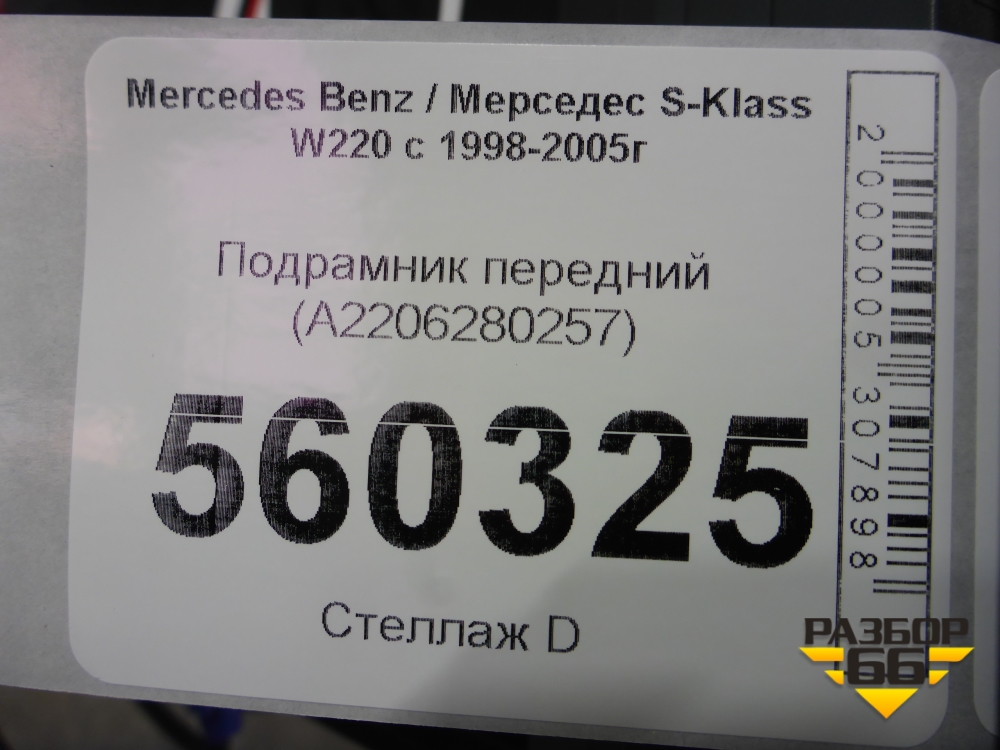 Mercedes Benz / Мерседес S-Klass
W220 с 1998-2005г
Подрамник передний
(A2206280257)
560325
Стеллаж D
2000005307898
РАЗБОР
66